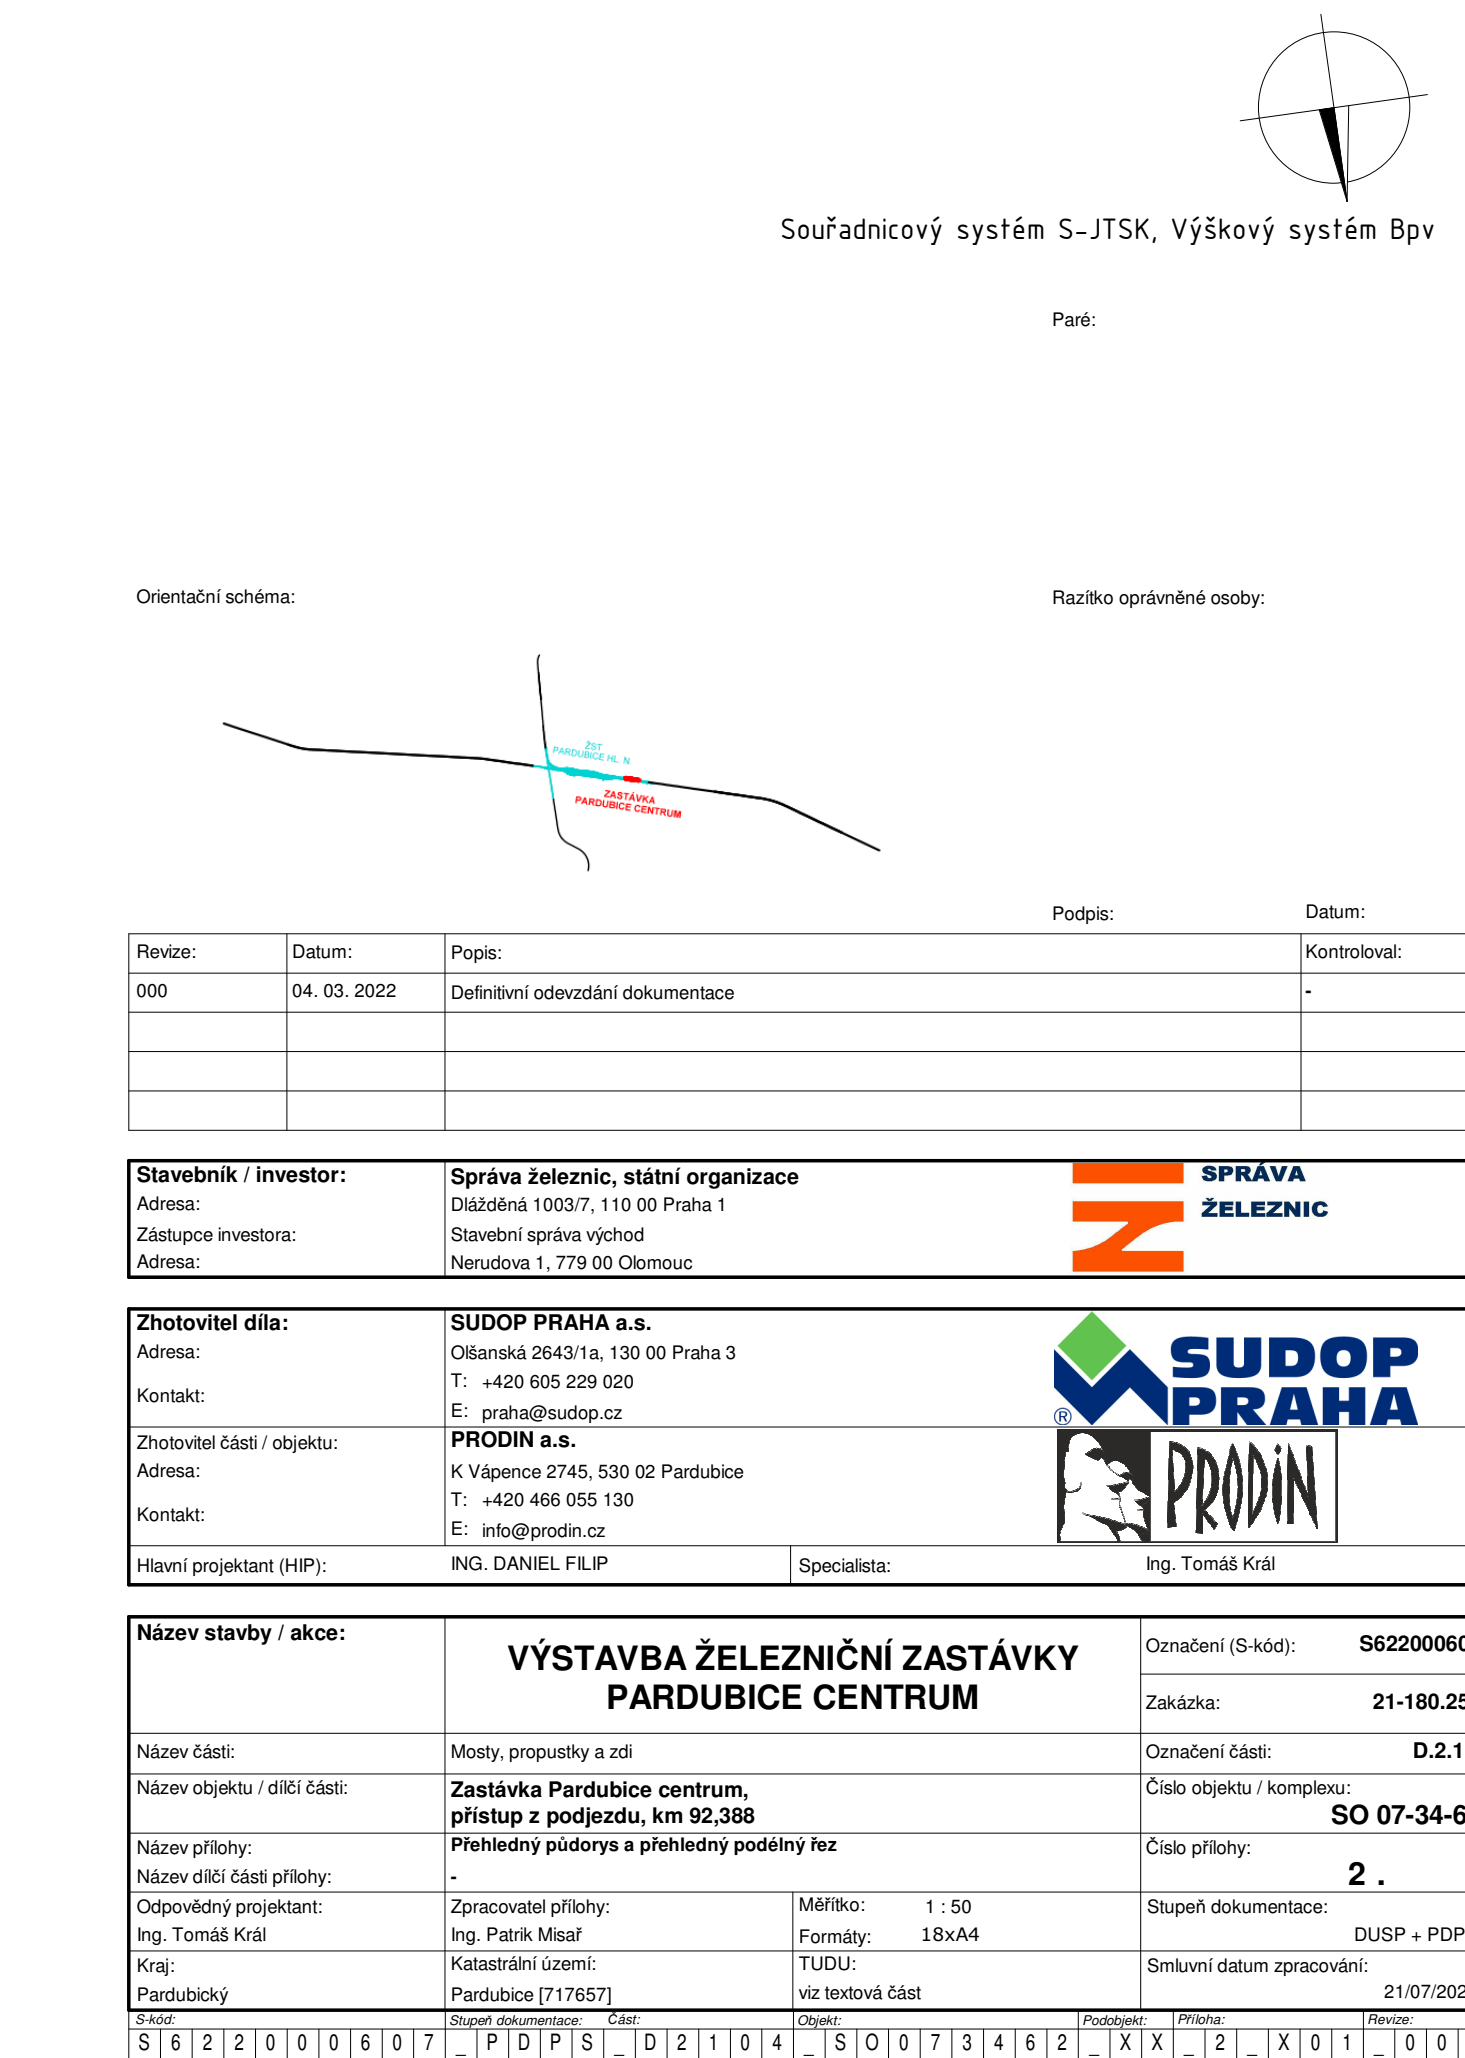 Souřadnicový systém S-JTSK, Výškový systém Bpv
Paré:
Orientační schéma:
Razítko oprávněné osoby:
ŽST
PARDUBICE HL. N.
ZASTÁVKA
PARDUBICE CENTRUM
Podpis: Datum:
Revize: Datum: Popis: Kontroloval:
000 04. 03. 2022 Definitivní odevzdání dokumentace -
Stavebník / investor: Správa železnic, státní organizace
Adresa: Dlážděná 1003/7, 110 00 Praha 1
Zástupce investora: Stavební správa východ
Adresa: Nerudova 1, 779 00 Olomouc
SPRÁVA
ŽELEZNIC
Zhotovitel díla: SUDOP PRAHA a.s.
Adresa: Olšanská 2643/1a, 130 00 Praha 3
Kontakt: T: +420 605 229 020
E: praha@sudop.cz
SUDOP
PRAHA
®
Zhotovitel části / objektu: PRODIN a.s.
Adresa: K Vápence 2745, 530 02 Pardubice
Kontakt: T: +420 466 055 130
E: info@prodin.cz
PRODiN
Hlavní projektant (HIP): ING. DANIEL FILIP Specialista: Ing. Tomáš Král
Název stavby / akce: VÝSTAVBA ŽELEZNIČNÍ ZASTÁVKY
PARDUBICE CENTRUM
Označení (S-kód): S62200060
Zakázka: 21-180.25
Název části: Mosty, propustky a zdi Označení části: D.2.1
Název objektu / dílčí části: Zastávka Pardubice centrum,
přístup z podjezdu, km 92,388
Číslo objektu / komplexu:
SO 07-34-6
Název přílohy: Přehledný půdorys a přehledný podélný řez Číslo přílohy:
Název dílčí části přílohy: - 2 .
Odpovědný projektant: Zpracovatel přílohy: Měřítko: 1 : 50 Stupeň dokumentace:
Ing. Tomáš Král Ing. Patrik Misař Formáty: 18xA4 DUSP + PDP
Kraj: Katastrální území: TUDU: Smluvní datum zpracování:
Pardubický Pardubice [717657] viz textová část 21/07/202
S-kód: Stupeň dokumentace: Část: Objekt: Podobjekt: Příloha: Revize:
S 6 2 2 0 0 0 6 0 7 _ P D P S _ D 2 1 0 4 _ S O 0 7 3 4 6 2 _ X X _ 2 _ X 0 1 _ 0 0